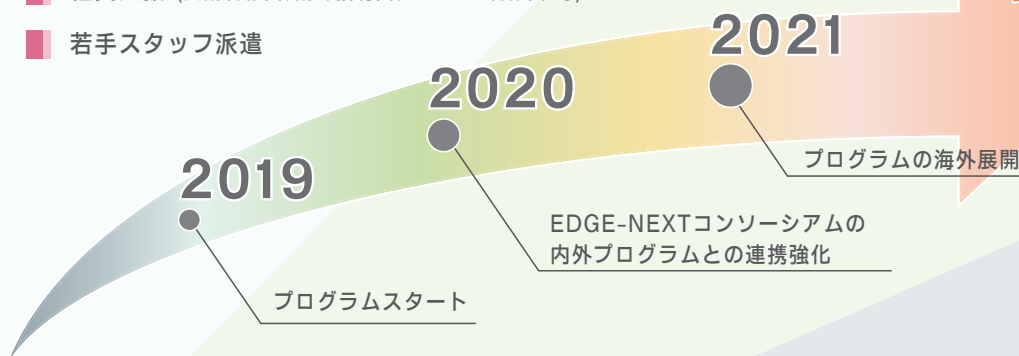 若手スタッフ派遣
2021
2020
プログラムの海外展開
2019
EDGE-NEXTコンソーシアムの
内外プログラムとの連携強化
プログラムスタート